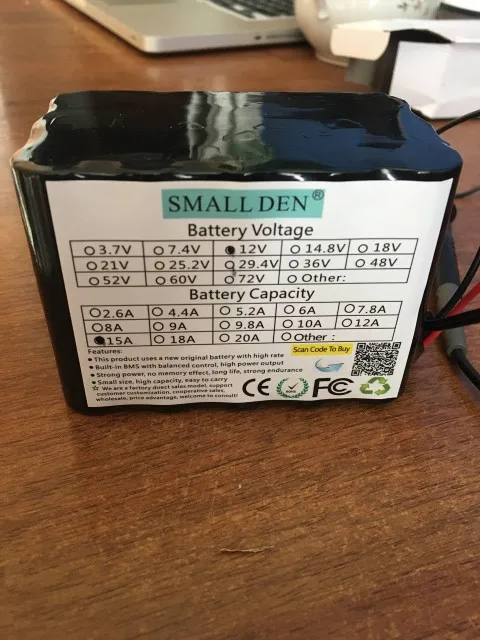 SMALL DEN®
Battery Voltage
3.7V 7.4V 12V 14.8V 18V
21V 25.2V 29.4V 36V 48V
52V 60V 72V Other:
Battery Capacity
2.6A 4.4A 5.2A 6A 7.8A
8A 9A 9.8A 10A 12A
15A 18A 20A Other:
Features:
Scan Code To Buy
• This product uses a new original battery with high rate
• Built-in BMS with balanced control, high power output
• Strong power, no memory effect, long life, strong endurance
• Small size, high capacity, easy to carry
☆ We are a factory direct sales model, support
customer customization, cooperative sales,
wholesale, price advantage, welcome to consult!
CE RoHS FC